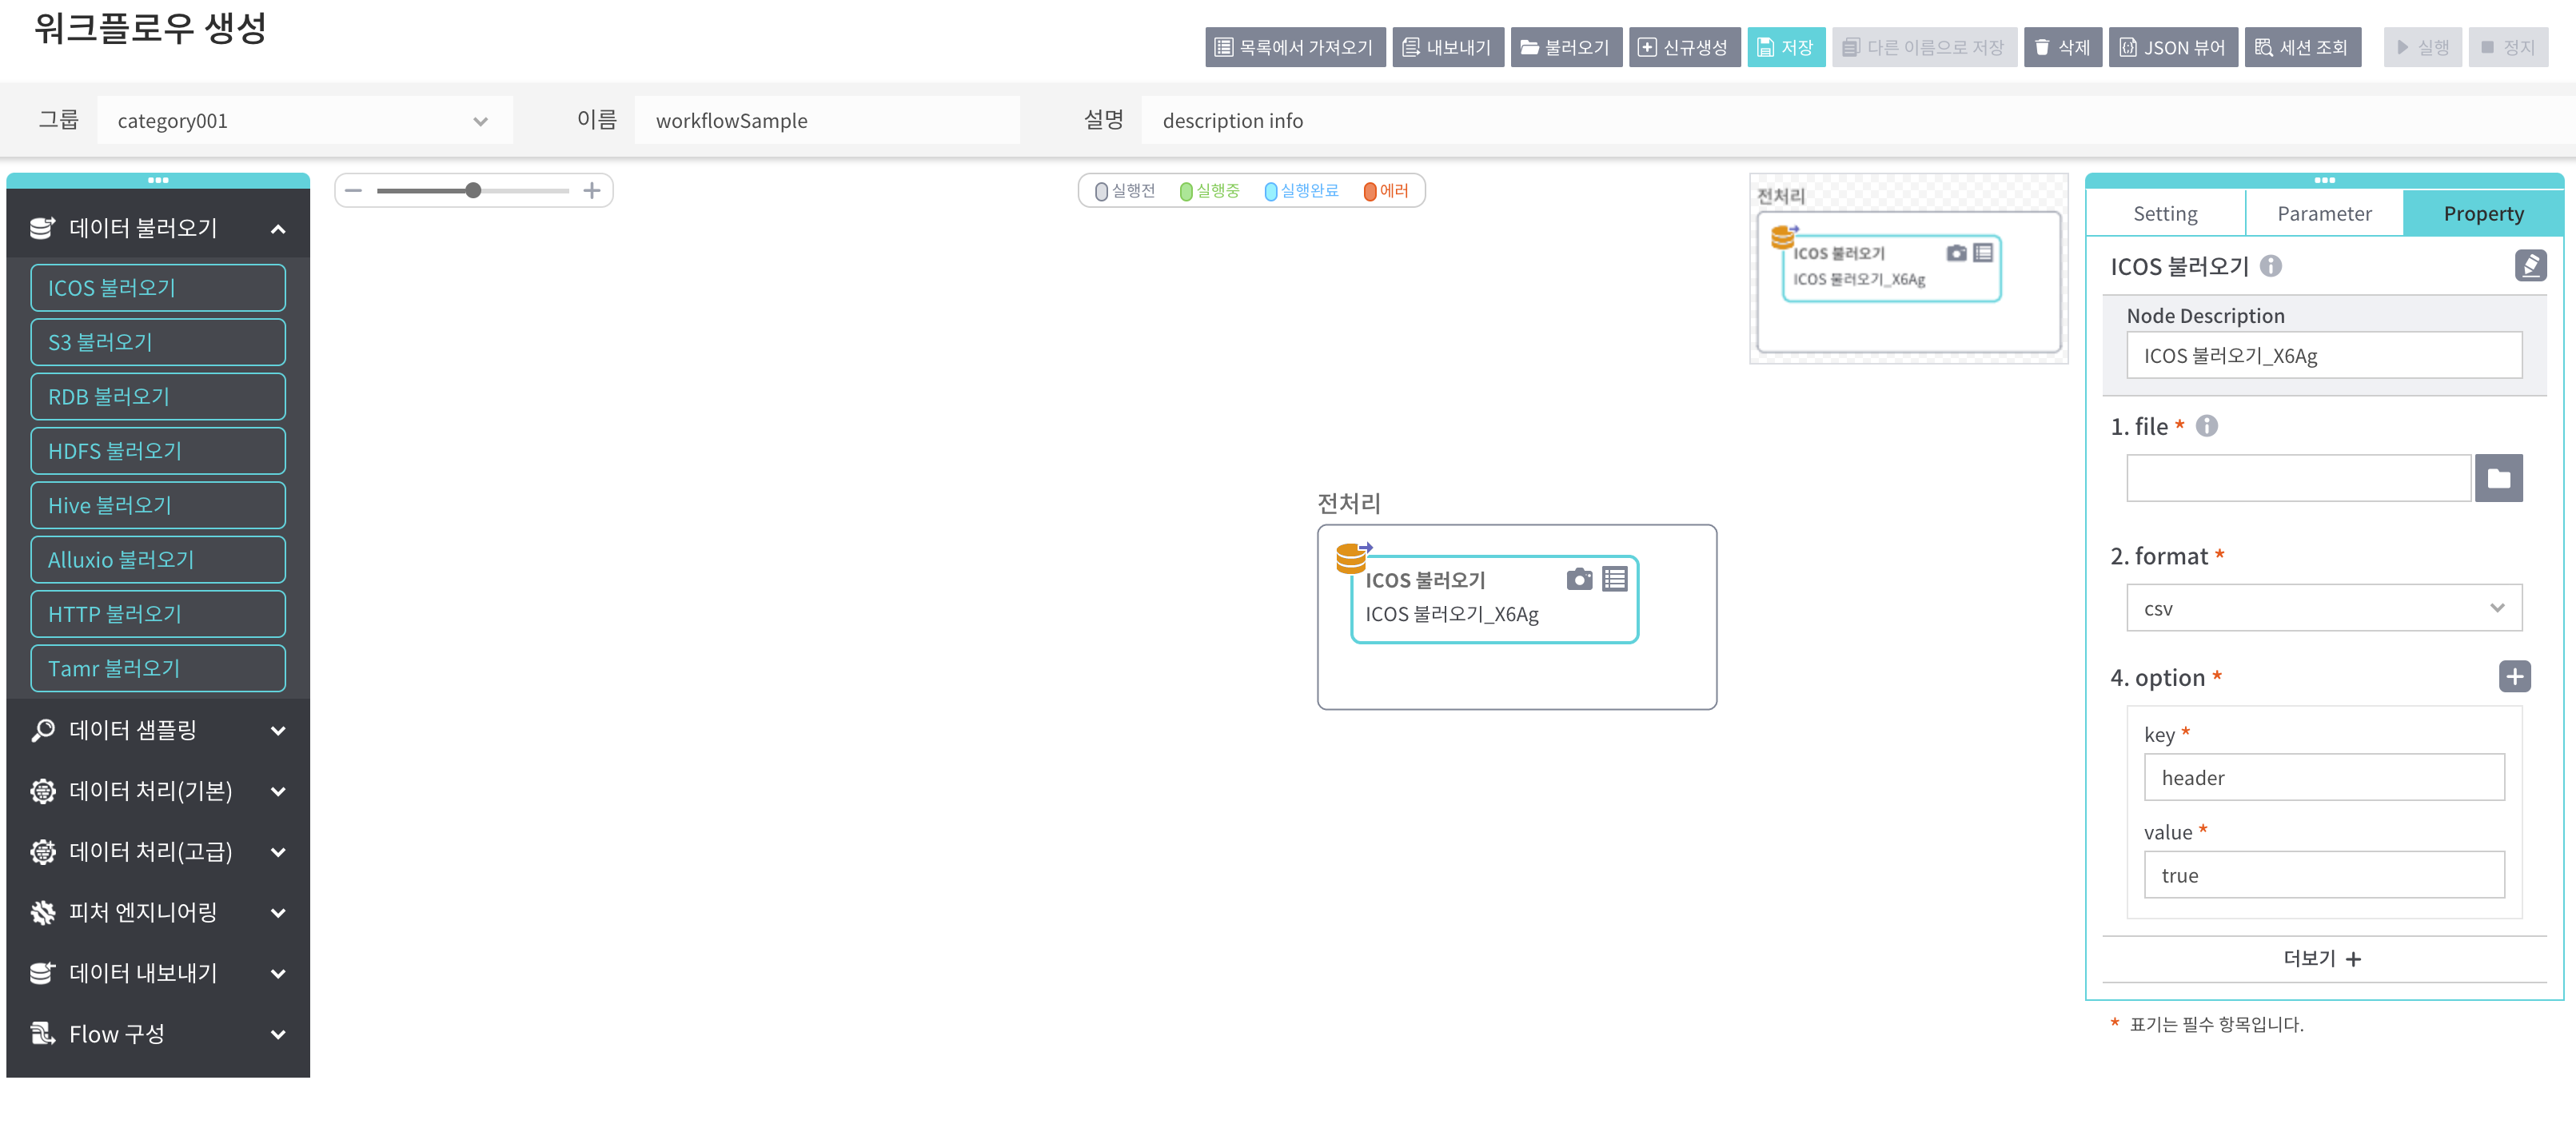 워크플로우 생성
목록에서 가져오기
내보내기
불러오기
신규생성
저장
다른 이름으로 저장
삭제
JSON 뷰어
세션 조회
실행
정지
그룹
category001
이름
workflowSample
설명
description info
데이터 불러오기
ICOS 불러오기
S3 불러오기
RDB 불러오기
HDFS 불러오기
Hive 불러오기
Alluxio 불러오기
HTTP 불러오기
Tamr 불러오기
데이터 샘플링
데이터 처리(기본)
데이터 처리(고급)
피처 엔지니어링
데이터 내보내기
Flow 구성
실행전
실행중
실행완료
에러
전처리
ICOS 불러오기
ICOS 불러오기_X6Ag
전처리
ICOS 불러오기
ICOS 불러오기_X6Ag
Setting
Parameter
Property
ICOS 불러오기
Node Description
ICOS 불러오기_X6Ag
1. file *
2. format *
csv
4. option *
key *
header
value *
true
더보기 +
* 표기는 필수 항목입니다.